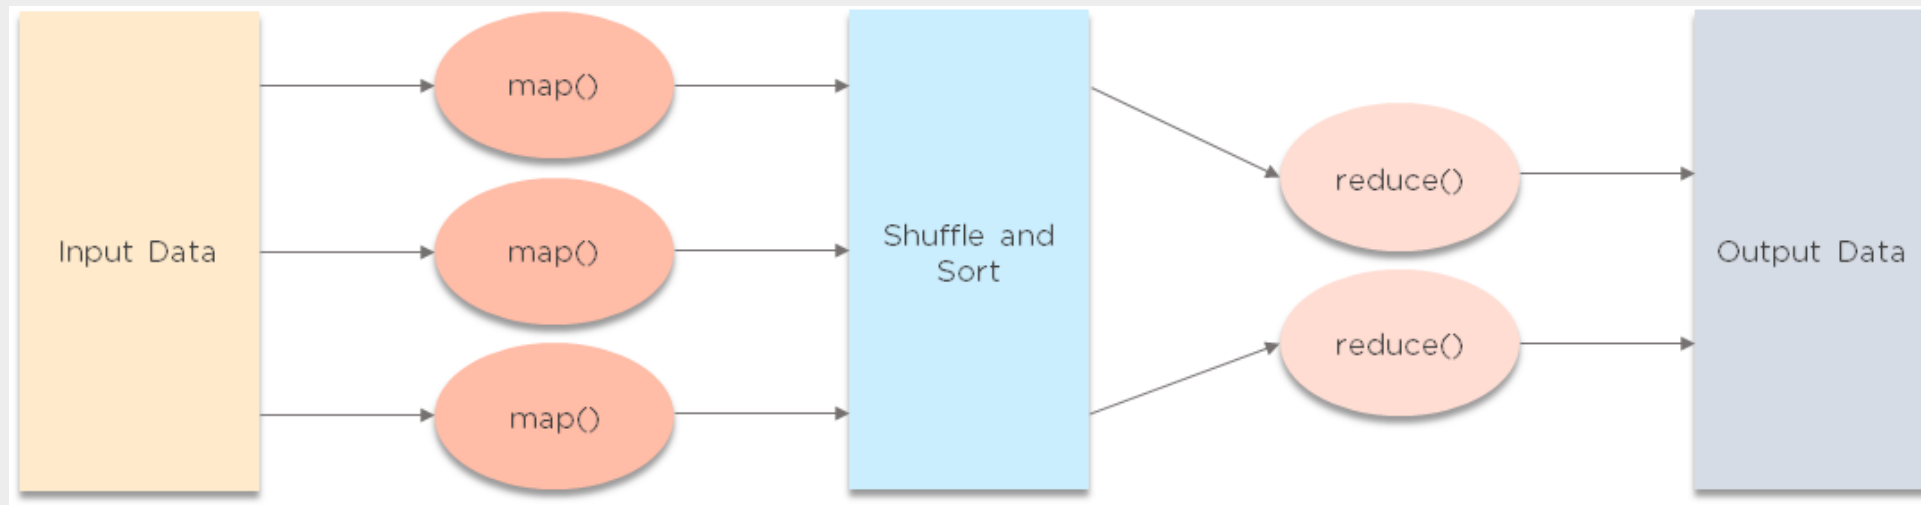 Input Data
map()
map()
map()
Shuffle and
Sort
reduce()
reduce()
Output Data